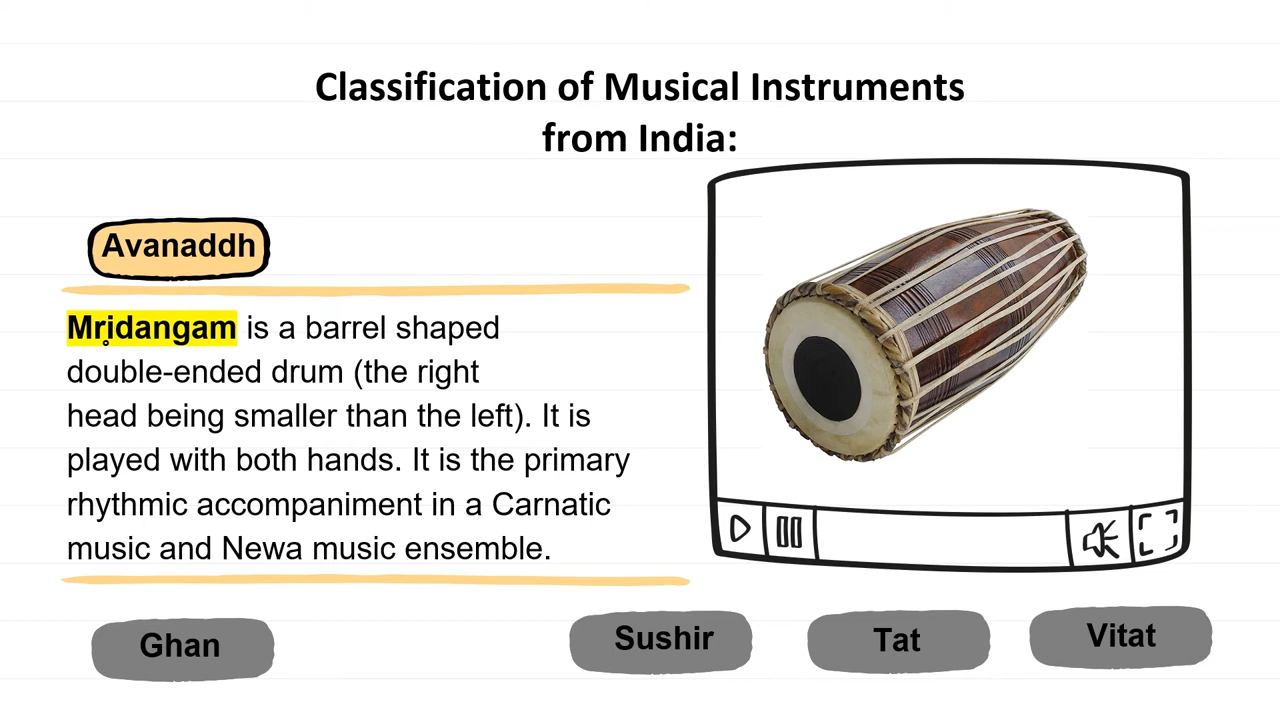 Classification of Musical Instruments
from India:
Avanaddh
Mri̥dangam is a barrel shaped
double-ended drum (the right
head being smaller than the left). It is
played with both hands. It is the primary
rhythmic accompaniment in a Carnatic
music and Newa music ensemble.
Ghan
Sushir
Tat
Vitat